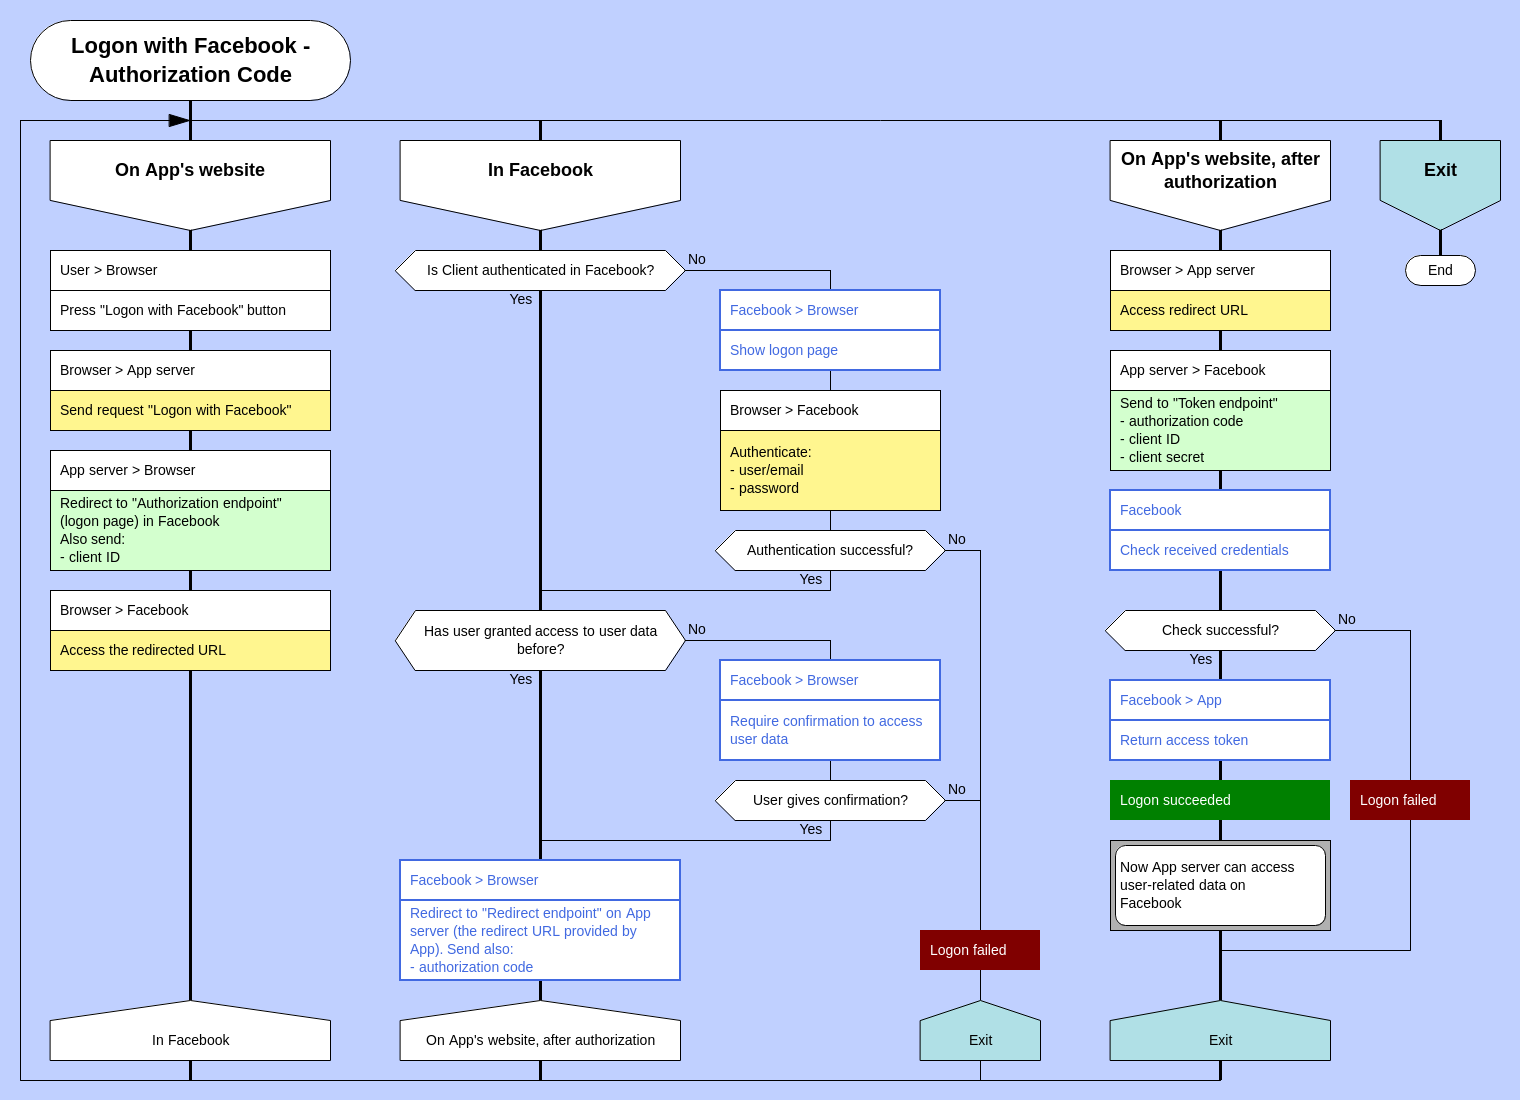 Logon with Facebook -
Authorization Code
On App's website
User > Browser
Press "Logon with Facebook" button
Browser > App server
Send request "Logon with Facebook"
App server > Browser
Redirect to "Authorization endpoint"
(logon page) in Facebook
Also send:
- client ID
Browser > Facebook
Access the redirected URL
In Facebook
In Facebook
Is Client authenticated in Facebook?
No
Yes
Facebook > Browser
Show logon page
Browser > Facebook
Authenticate:
- user/email
- password
Authentication successful?
No
Yes
Has user granted access to user data
before?
No
Yes
Facebook > Browser
Require confirmation to access
user data
User gives confirmation?
No
Yes
Facebook > Browser
Redirect to "Redirect endpoint" on App
server (the redirect URL provided by
App). Send also:
- authorization code
On App's website, after authorization
Logon failed
Exit
On App's website, after
authorization
Browser > App server
Access redirect URL
App server > Facebook
Send to "Token endpoint"
- authorization code
- client ID
- client secret
Facebook
Check received credentials
Check successful?
No
Yes
Facebook > App
Return access token
Logon succeeded
Logon failed
Now App server can access
user-related data on
Facebook
Exit
Exit
End